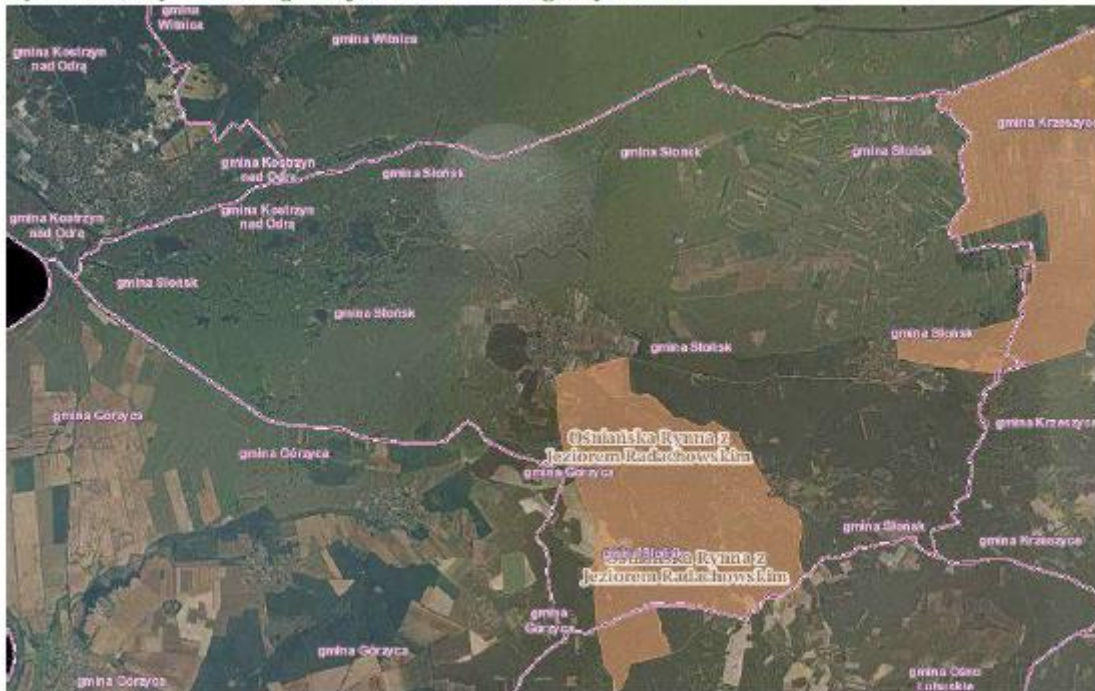 gmina
Witnica
gmina Witnica
gmina Kostrzyn
nad Odrą
gmina Krzeszyce
gmina Słońsk
gmina Słońsk
gmina Kostrzyn
nad Odrą
gmina Słońsk
gmina Kostrzyn
nad Odrą
gmina Kostrzyn
nad Odrą
gmina Słońsk
gmina Słońsk
gmina Słońsk
gmina Słońsk
gmina Górzyca
gmina Krzeszyce
Ośniańska Rynna z
Jeziorem Radachowskim
gmina Górzyca
gmina Górzyca
gmina Słońsk
gmina Krzeszyce
gmina Słońsk
Rynna z
Jeziorem Radachowskim
gmina
Górzyca
gmina Górzyca
gmina Ośno
Lubuskie
gmina Górzyca